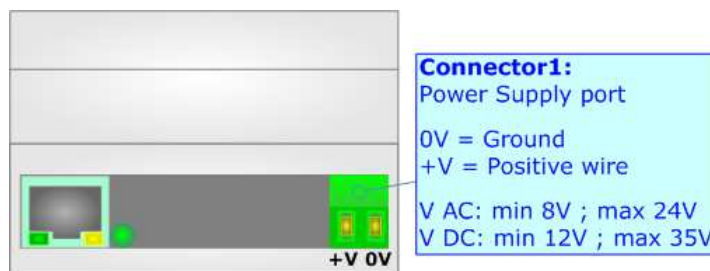 Connector1:
Power Supply port
0V = Ground
+V = Positive wire
V AC: min 8V ; max 24V
V DC: min 12V ; max 35V
+V 0V